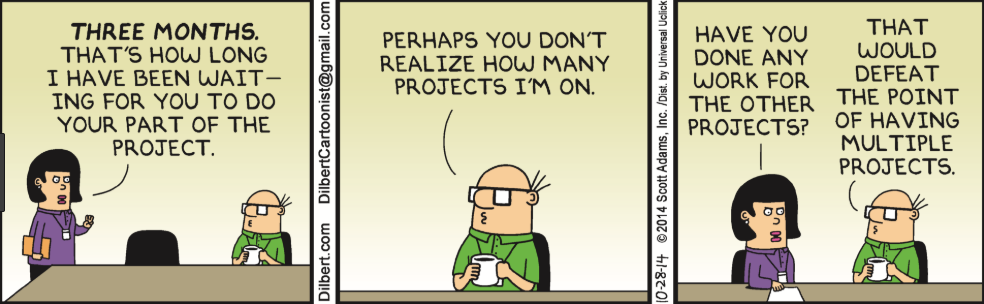 THREE MONTHS.
THAT'S HOW LONG
I HAVE BEEN WAIT–
ING FOR YOU TO DO
YOUR PART OF THE
PROJECT.
Dilbert.com DilbertCartoonist@gmail.com
PERHAPS YOU DON'T
REALIZE HOW MANY
PROJECTS I'M ON.
10-28-14 ©2014 Scott Adams, Inc. /Dist. by Universal Uclick
HAVE YOU
DONE ANY
WORK FOR
THE OTHER
PROJECTS?
THAT
WOULD
DEFEAT
THE POINT
OF HAVING
MULTIPLE
PROJECTS.